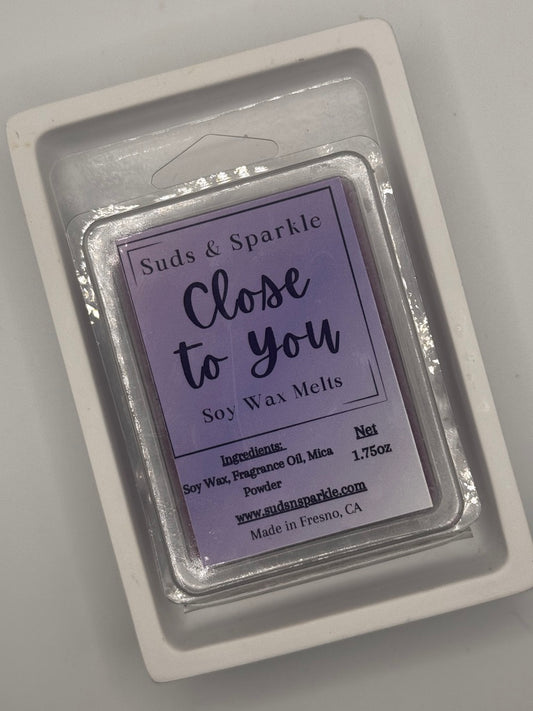 Suds & Sparkle
Close
to You
Soy Wax Melts
Ingredients:
Soy Wax, Fragrance Oil, Mica
Powder
Net
1.75oz
www.sudsnsparkle.com
Made in Fresno, CA